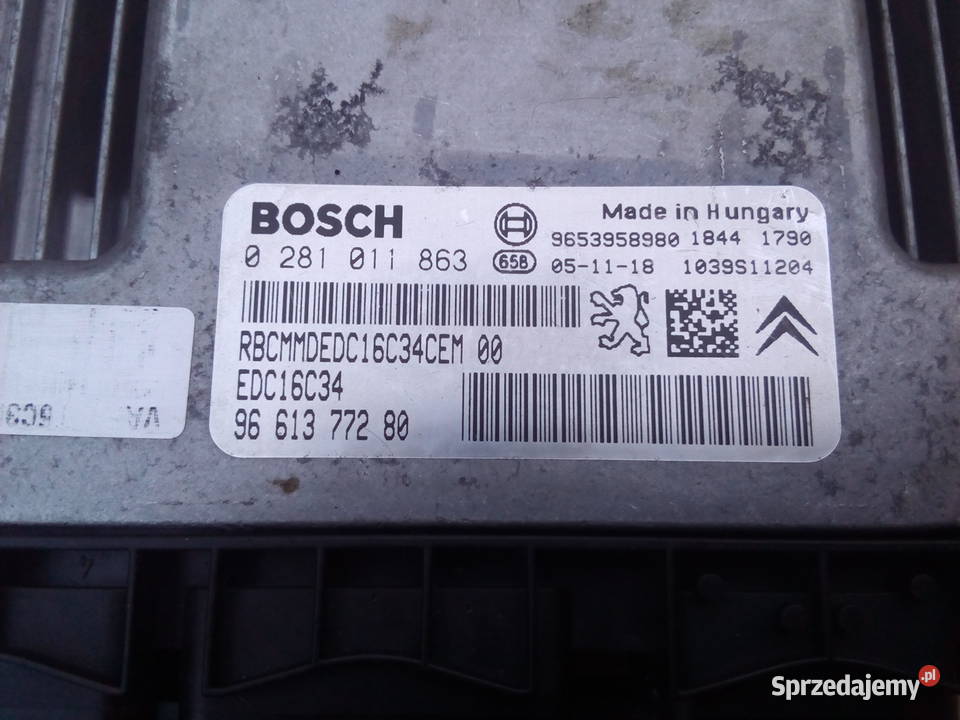 BOSCH
Made in Hungary
9653958980 1844 1790
0 281 011 863
658
05-11-18 1039S11204
RBCMMDEDC16C34CEM 00
EDC16C34
96 613 772 80
4
Sprzedajemy.pl